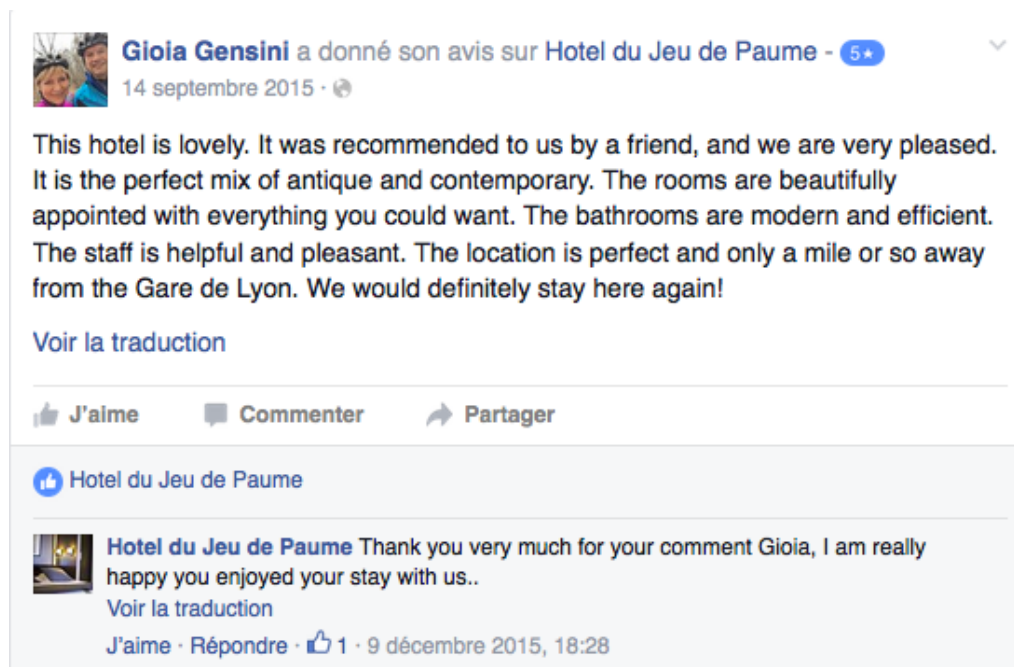 Gioia Gensini a donné son avis sur Hotel du Jeu de Paume - 5★
14 septembre 2015 ·
This hotel is lovely. It was recommended to us by a friend, and we are very pleased.
It is the perfect mix of antique and contemporary. The rooms are beautifully
appointed with everything you could want. The bathrooms are modern and efficient.
The staff is helpful and pleasant. The location is perfect and only a mile or so away
from the Gare de Lyon. We would definitely stay here again!
Voir la traduction
J'aime Commenter Partager
Hotel du Jeu de Paume
Hotel du Jeu de Paume Thank you very much for your comment Gioia, I am really
happy you enjoyed your stay with us..
Voir la traduction
J'aime · Répondre · 1 · 9 décembre 2015, 18:28